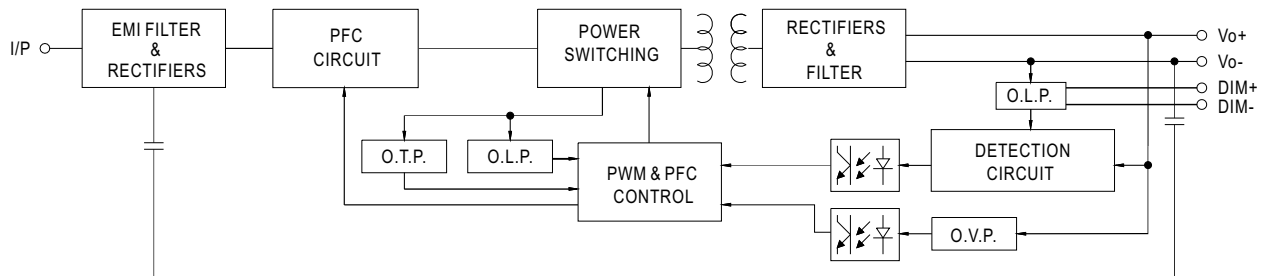 I/P
EMI FILTER
&
RECTIFIERS
PFC
CIRCUIT
POWER
SWITCHING
RECTIFIERS
&
FILTER
Vo+
Vo-
DIM+
DIM-
O.L.P.
O.T.P.
O.L.P.
PWM & PFC
CONTROL
DETECTION
CIRCUIT
O.V.P.